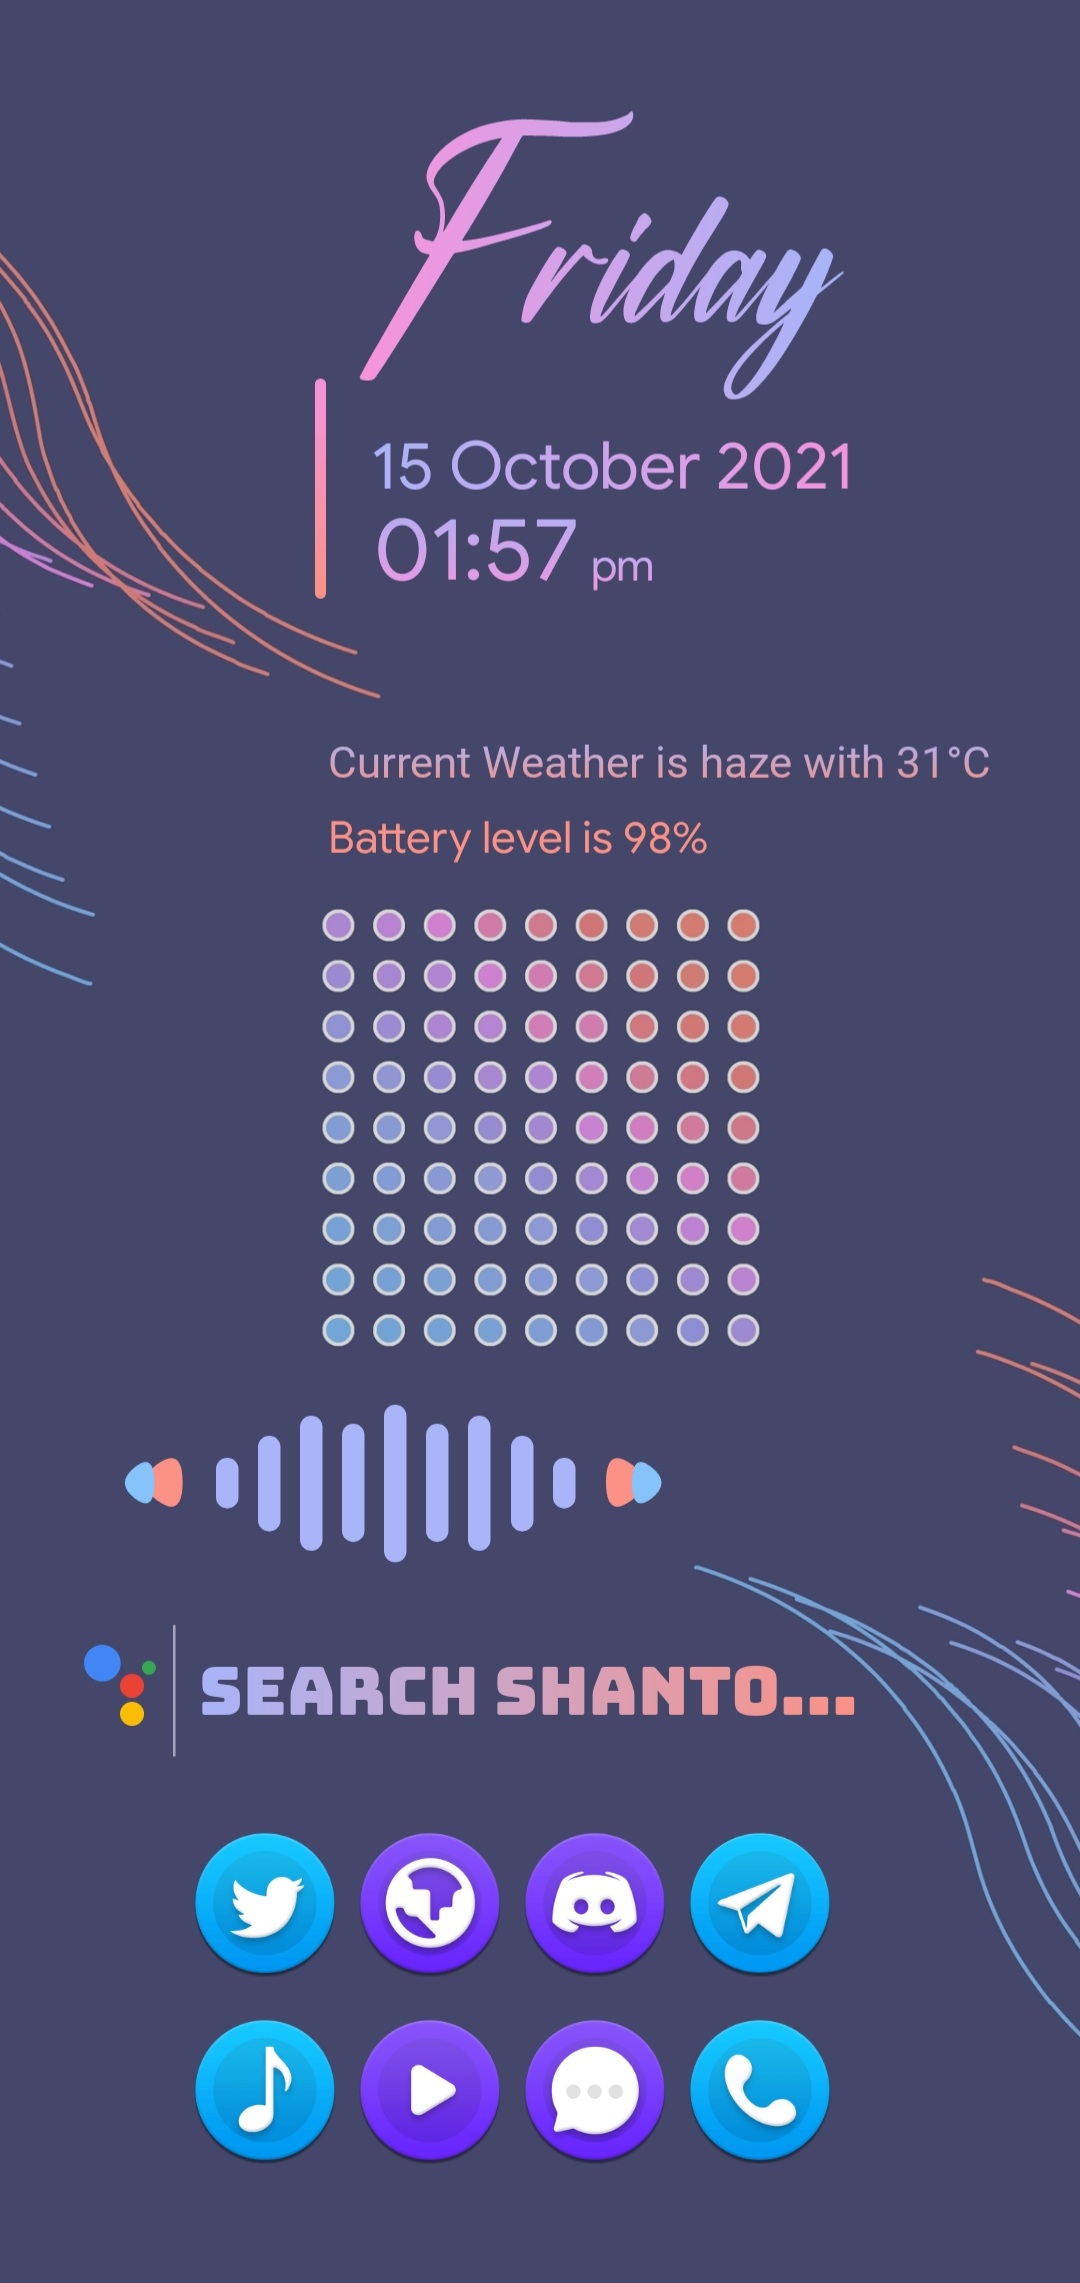 Friday
15 October 2021
01:57 pm
Current Weather is haze with 31°C
Battery level is 98%
SEARCH SHANTO...